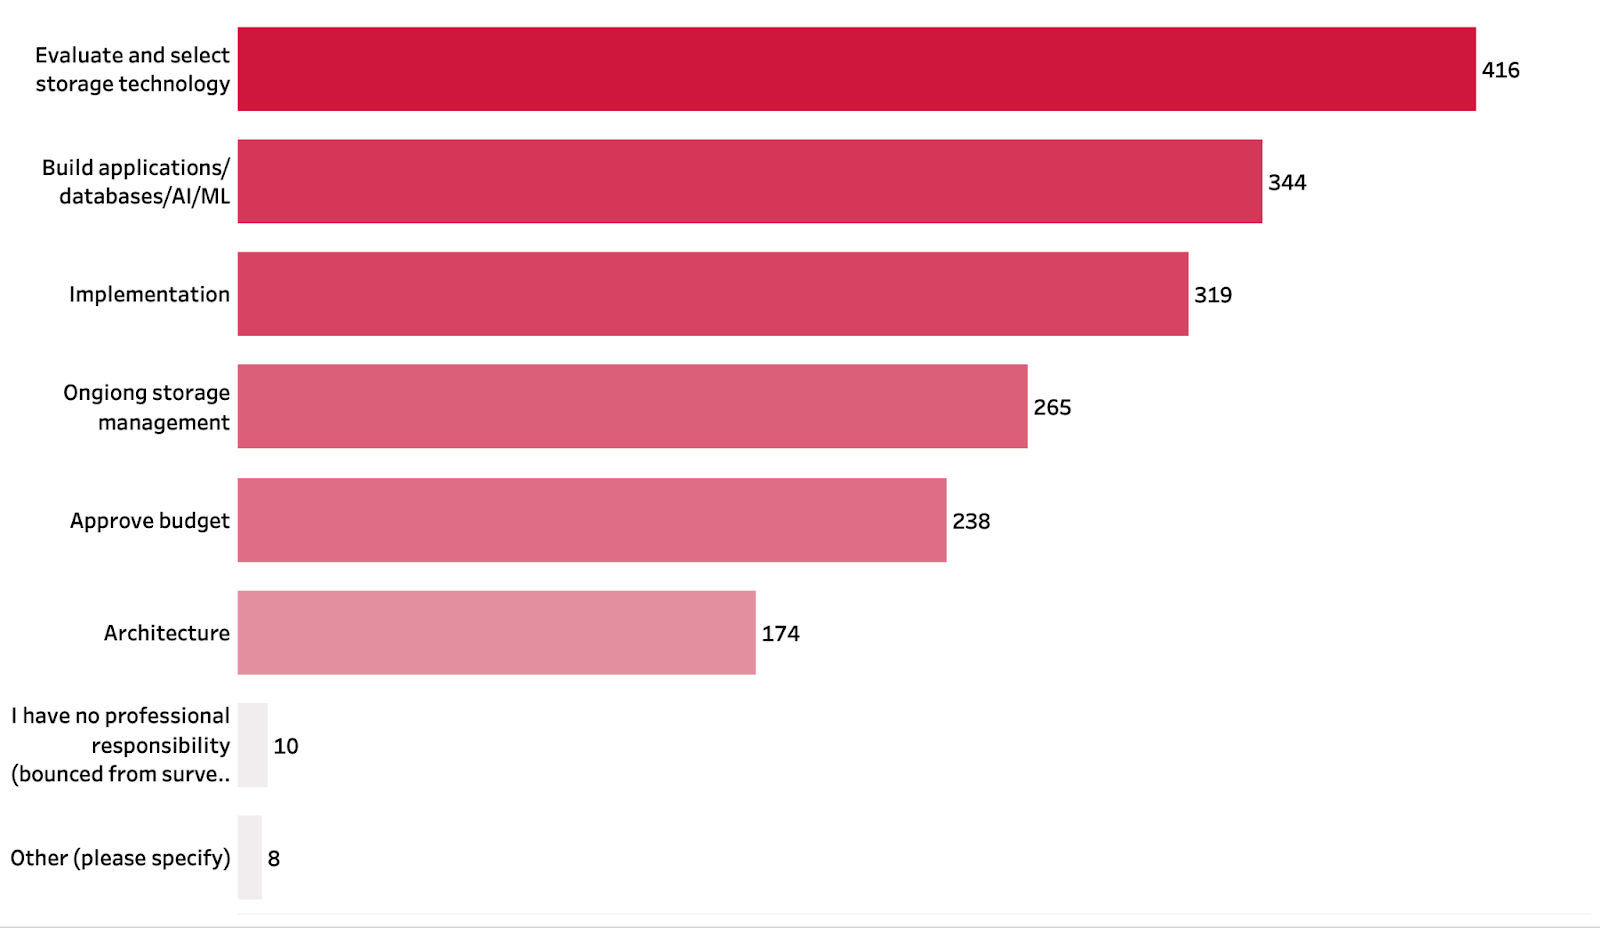 Evaluate and select
storage technology
416
Build applications/
databases/AI/ML
344
Implementation
319
Ongiong storage
management
265
Approve budget
238
Architecture
174
I have no professional
responsibility
(bounced from surve..
10
Other (please specify)
8